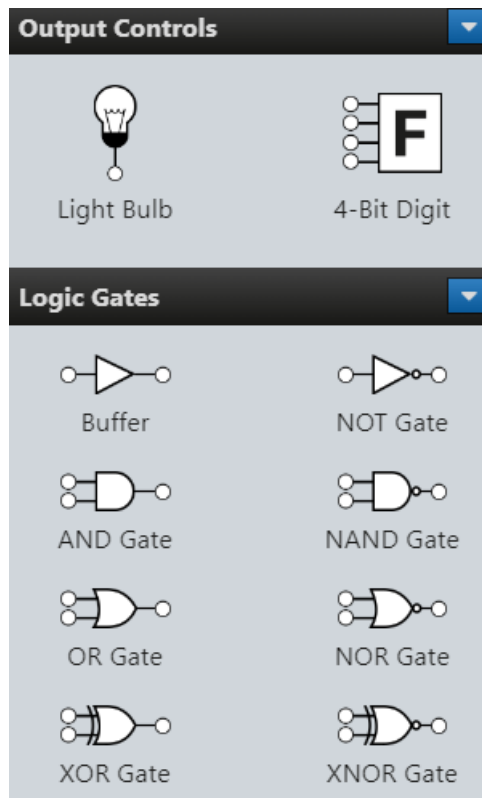 Output Controls
F
Light Bulb 4-Bit Digit
Logic Gates
Buffer NOT Gate
AND Gate NAND Gate
OR Gate NOR Gate
XOR Gate XNOR Gate